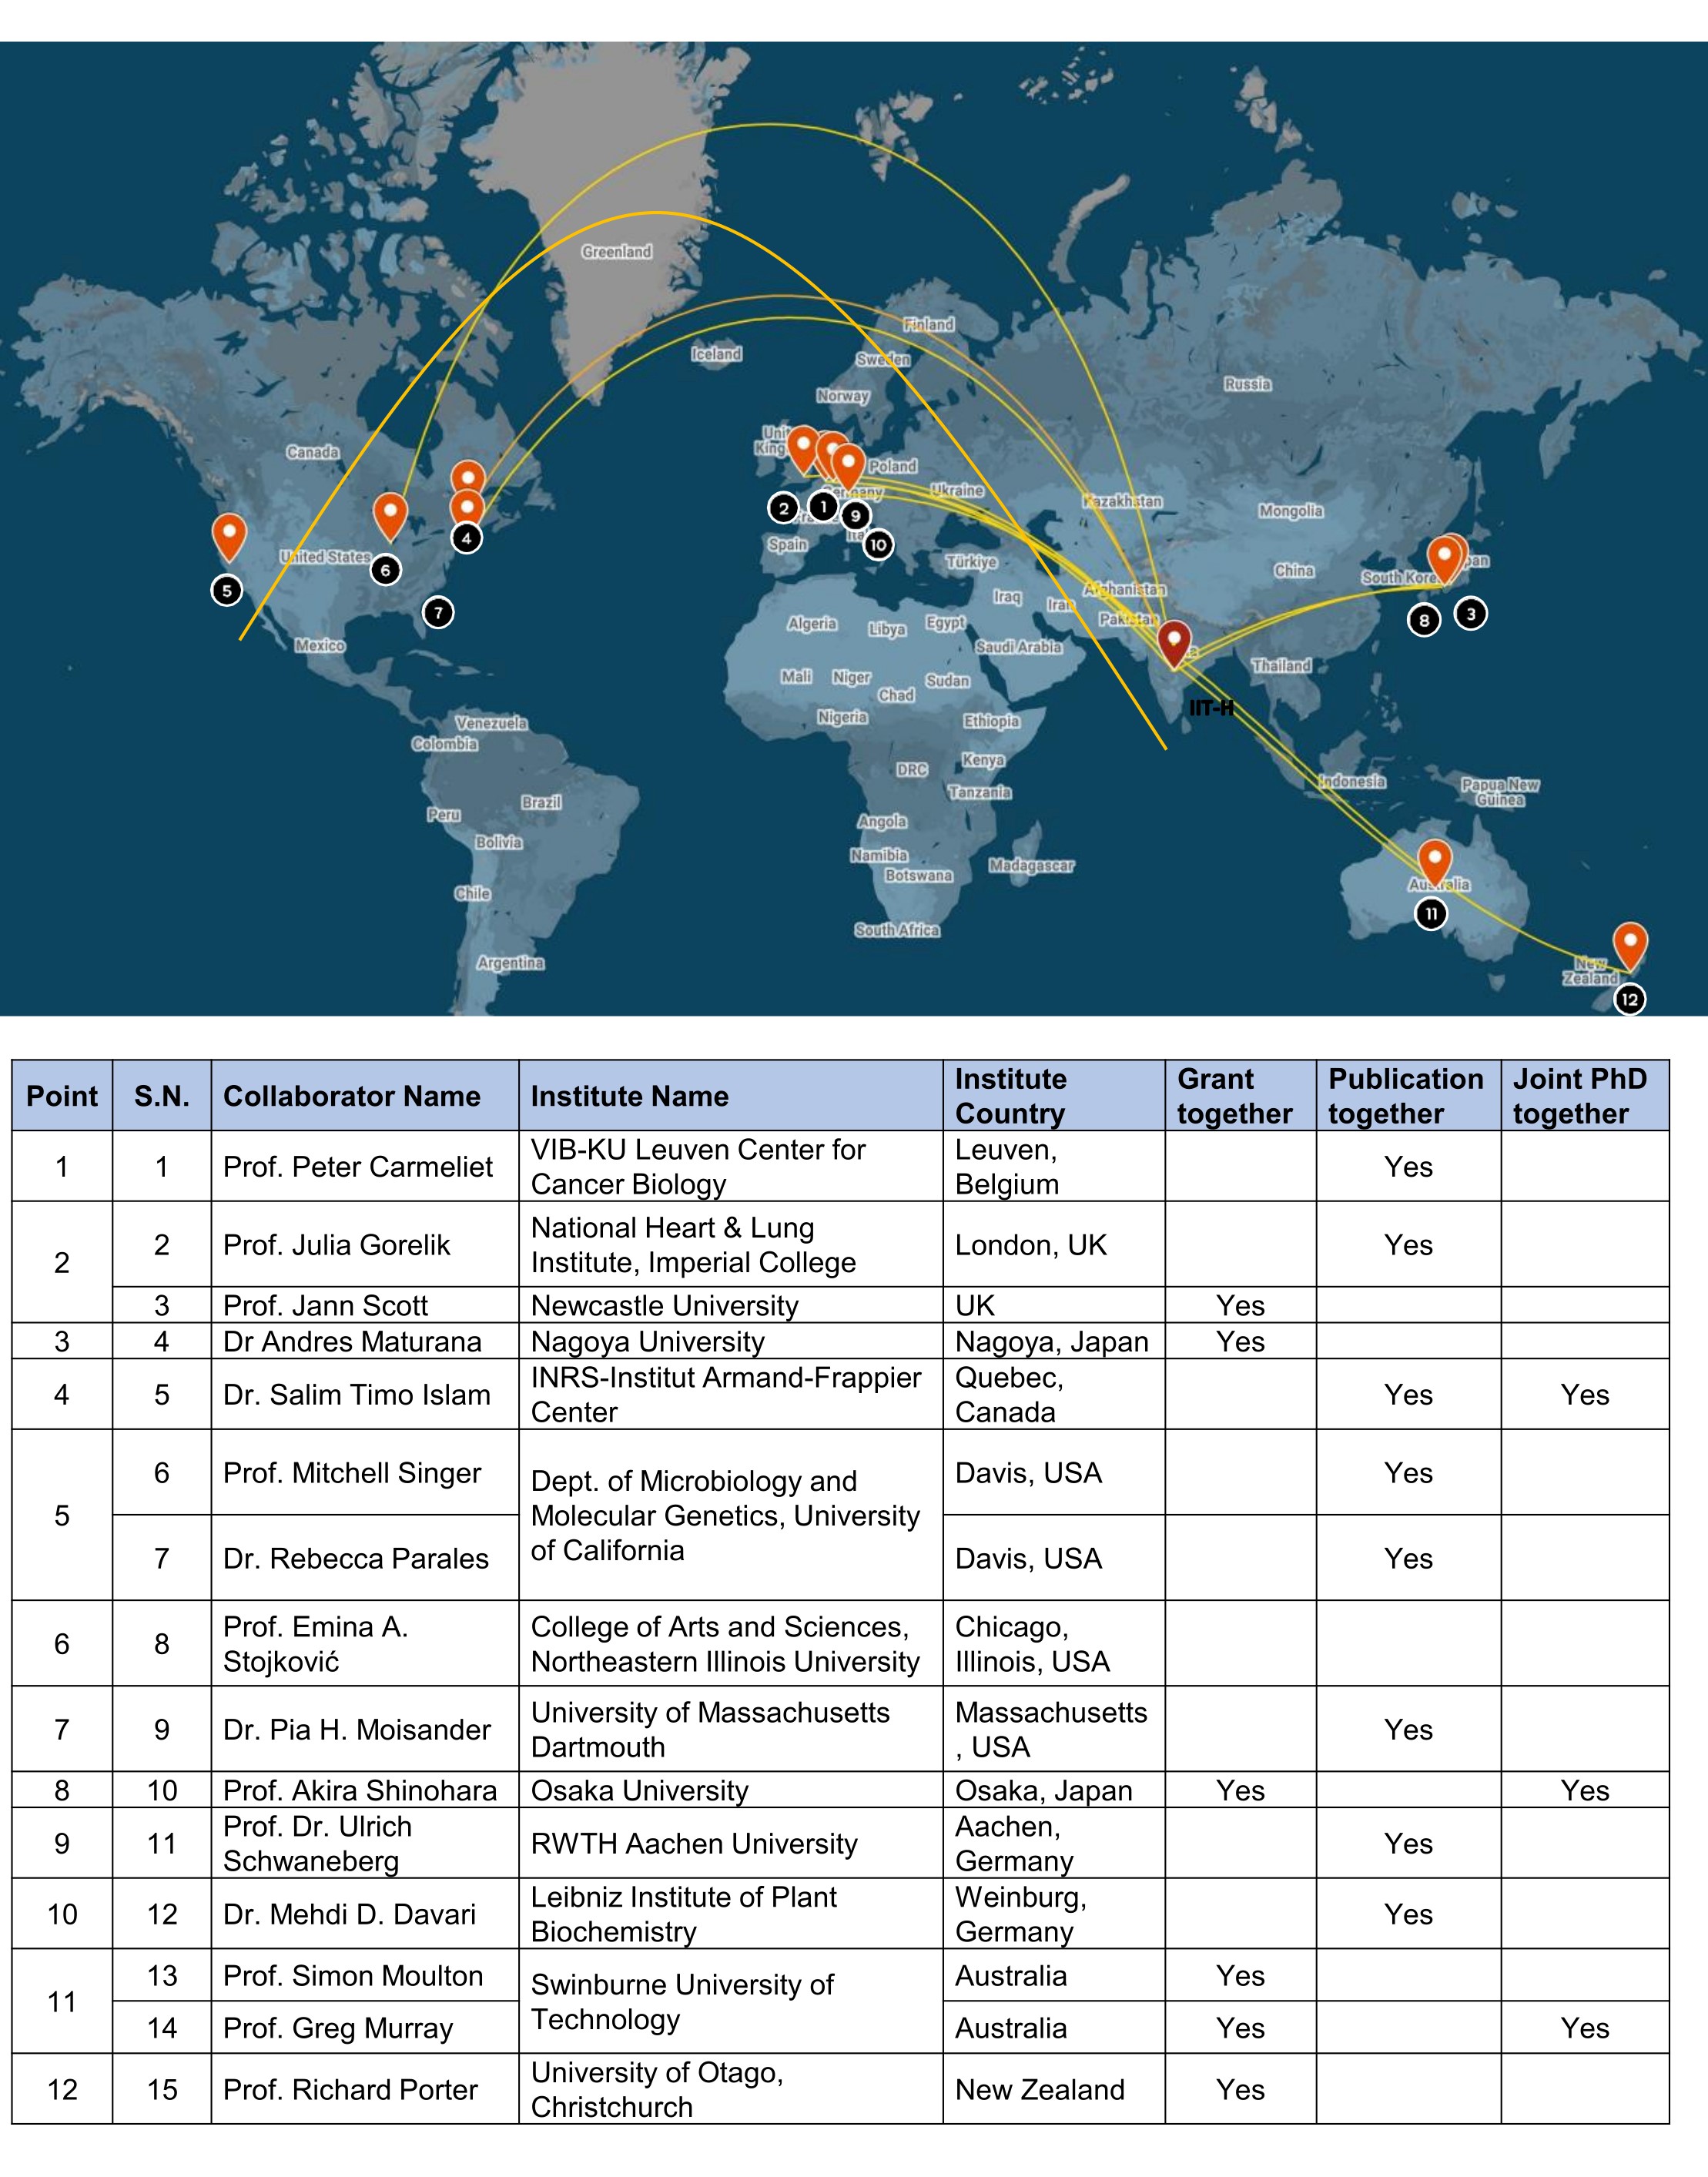 Greenland
Finland
Iceland
Sweden
Russia
Norway
Canada
Poland
Germany
Ukraine
Kazakhstan
Mongolia
2
1
9
4
10
Spain
United States
6
Türkiye
China
South Kore
5
Afghanistan
Iraq
Iran
7
Algeria
Libya
Egypt
Pakistan
8
3
Mexico
Saudi Arabia
Thailand
Mali
Niger
Sudan
Chad
IIT-H
Venezuela
Nigeria
Ethiopia
Colombia
Kenya
DRC
Indonesia
Papua New
Guinea
Tanzania
Brazil
Peru
Angola
Bolivia
Namibia
Madagascar
Botswana
Australia
Chile
11
South Africa
Argentina
New
Zealand
12
Point S.N. Collaborator Name Institute Name Institute Country Grant together Publication together Joint PhD together
1 1 Prof. Peter Carmeliet VIB-KU Leuven Center for Cancer Biology Leuven, Belgium Yes
2 2 Prof. Julia Gorelik National Heart & Lung Institute, Imperial College London, UK Yes
3 Prof. Jann Scott Newcastle University UK Yes
3 4 Dr Andres Maturana Nagoya University Nagoya, Japan Yes
4 5 Dr. Salim Timo Islam INRS-Institut Armand-Frappier Center Quebec, Canada Yes Yes
5 6 Prof. Mitchell Singer Dept. of Microbiology and Molecular Genetics, University of California Davis, USA Yes
7 Dr. Rebecca Parales Davis, USA Yes
6 8 Prof. Emina A. Stojković College of Arts and Sciences, Northeastern Illinois University Chicago, Illinois, USA
7 9 Dr. Pia H. Moisander University of Massachusetts Dartmouth Massachusetts , USA Yes
8 10 Prof. Akira Shinohara Osaka University Osaka, Japan Yes Yes
9 11 Prof. Dr. Ulrich Schwaneberg RWTH Aachen University Aachen, Germany Yes
10 12 Dr. Mehdi D. Davari Leibniz Institute of Plant Biochemistry Weinburg, Germany Yes
11 13 Prof. Simon Moulton Swinburne University of Technology Australia Yes
14 Prof. Greg Murray Australia Yes Yes
12 15 Prof. Richard Porter University of Otago, Christchurch New Zealand Yes